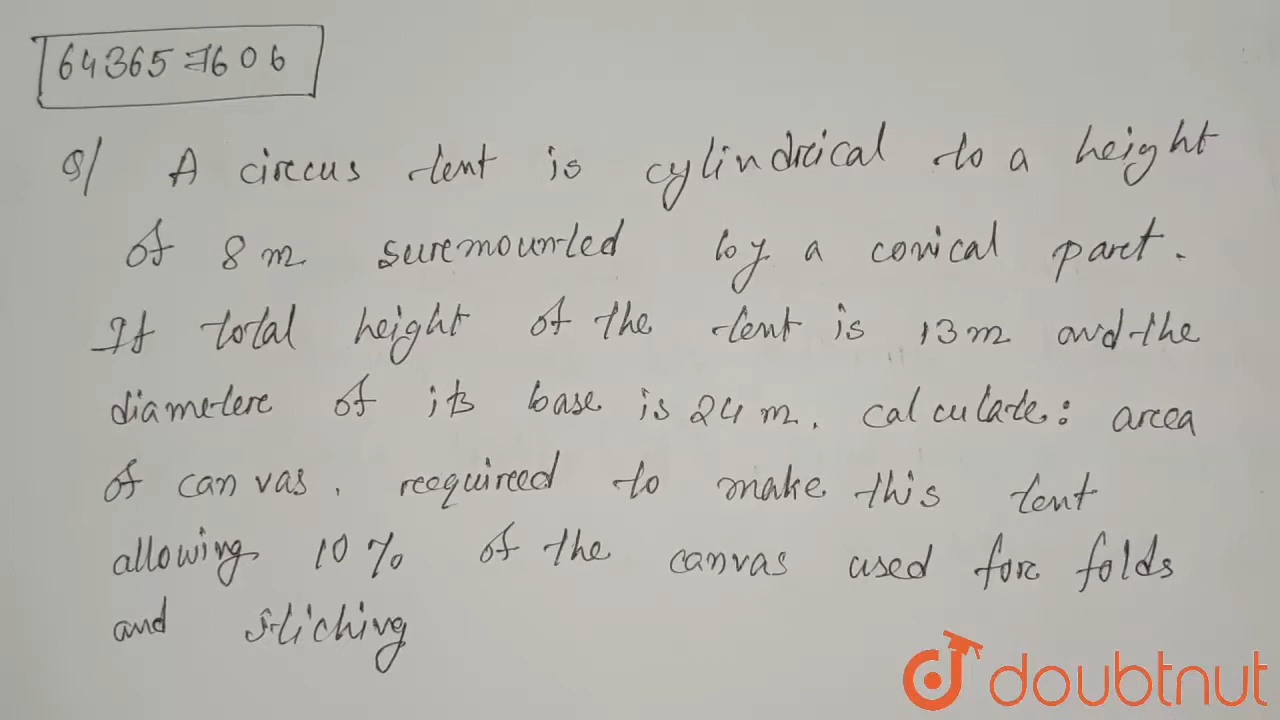 643657606
Q/ A circus tent is cylindrical to a height
of 8 m surmounted by a conical part.
If total height of the tent is 13 m and the
diameter of its base is 24 m. calculate: area
of canvas. required to make this tent
allowing 10% of the canvas used for folds
and stiching
doubtnut